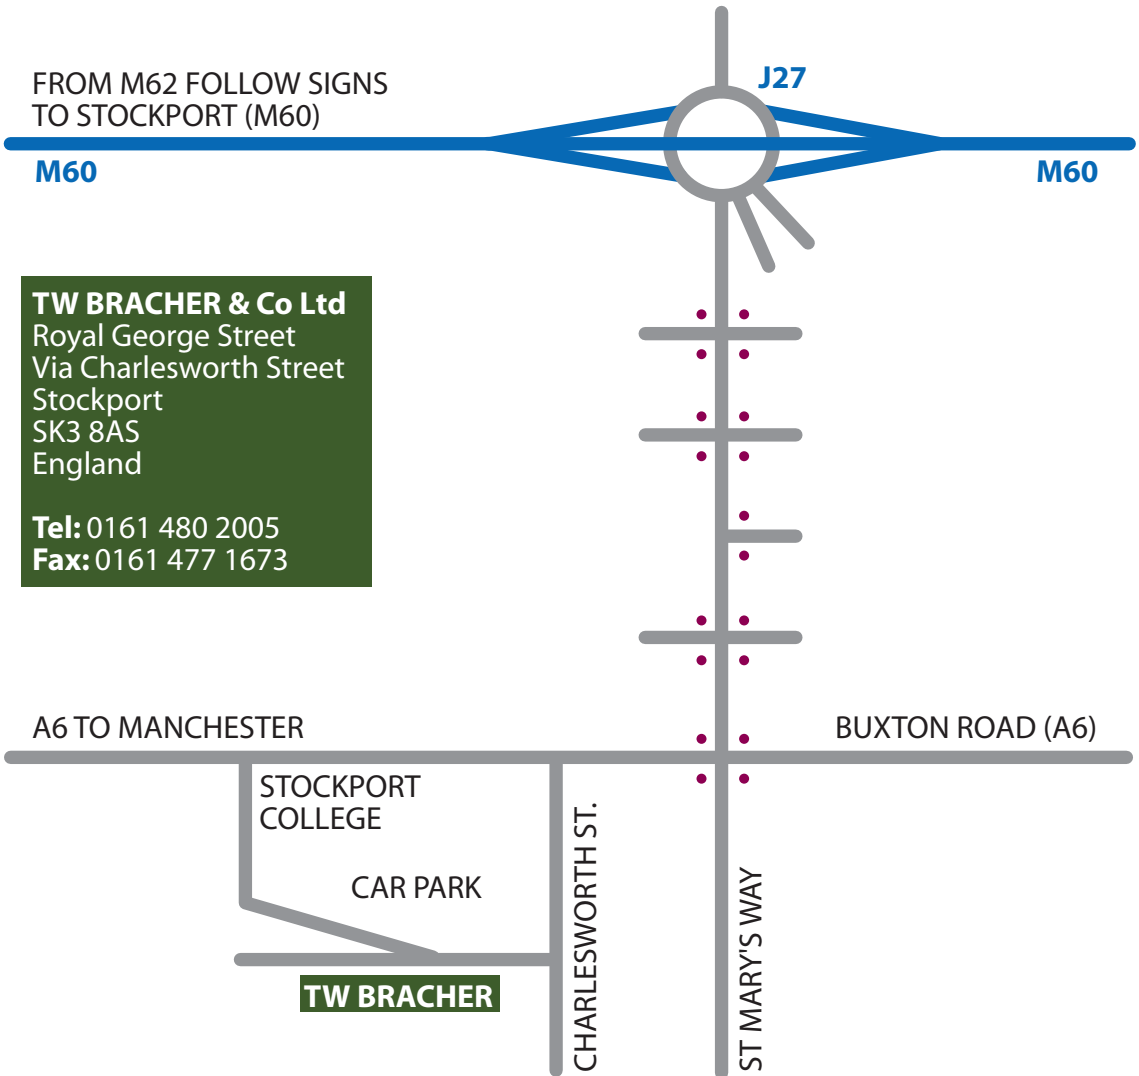 FROM M62 FOLLOW SIGNS
TO STOCKPORT (M60)
J27
M60
M60
TW BRACHER & Co Ltd
Royal George Street
Via Charlesworth Street
Stockport
SK3 8AS
England
Tel: 0161 480 2005
Fax: 0161 477 1673
A6 TO MANCHESTER
BUXTON ROAD (A6)
STOCKPORT
COLLEGE
CAR PARK
TW BRACHER
CHARLESWORTH ST.
ST MARY'S WAY